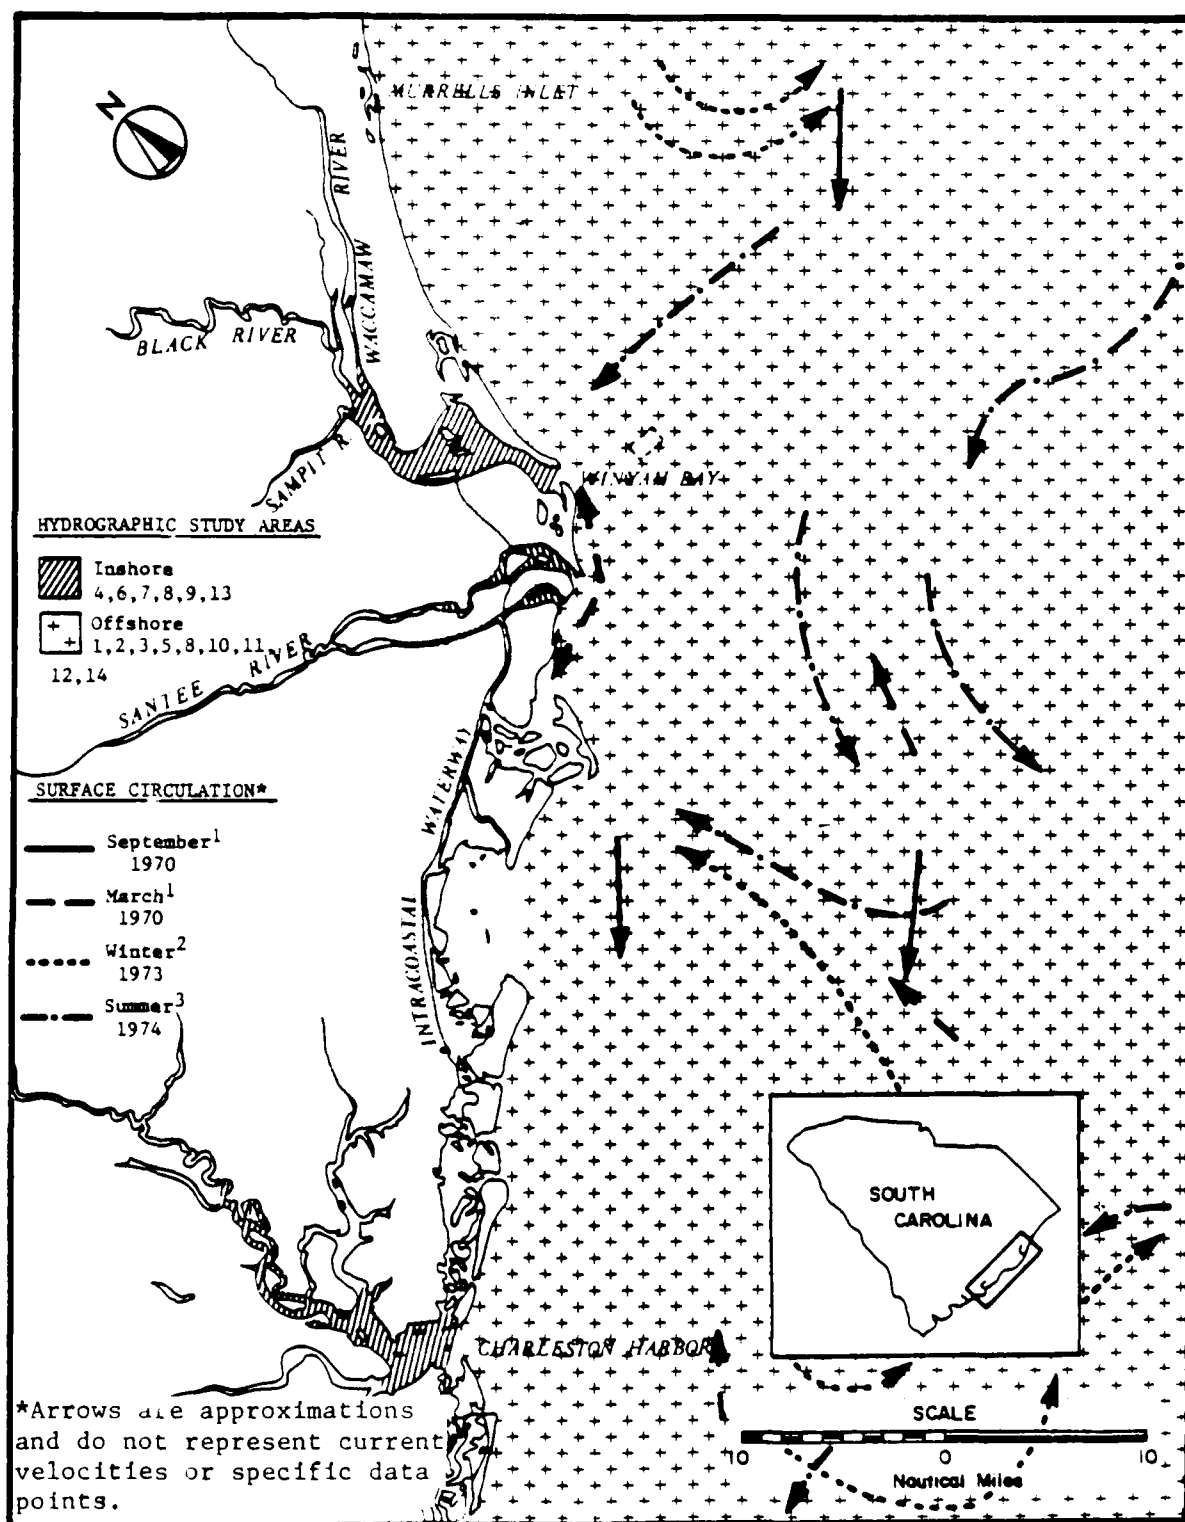 N
MURRELLS INLET
WACCAMAW RIVER
BLACK RIVER
SAMPIT R.
WINYAH BAY
HYDROGRAPHIC STUDY AREAS
Inshore
4,6,7,8,9,13
Offshore
1,2,3,5,8,10,11
12,14
SANTEE RIVER
INTRACOASTAL WATERWAY
SURFACE CIRCULATION*
September1
1970
March1
1970
Winter2
1973
Summer3
1974
SOUTH
CAROLINA
CHARLESTON HARBOR
*Arrows are approximations
and do not represent current
velocities or specific data
points.
SCALE
10 0 10
Nautical Miles